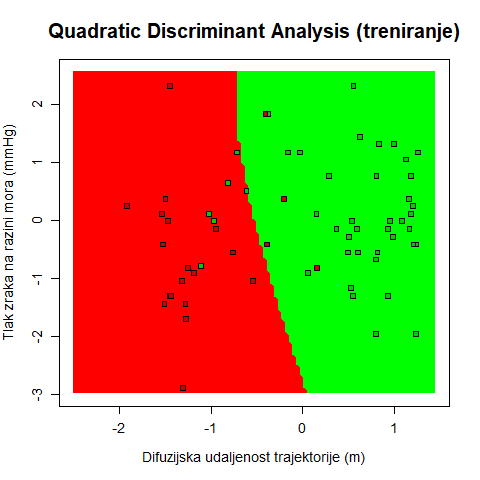 Quadratic Discriminant Analysis (treniranje)
Tlak zraka na razini mora (mmHg)
2
1
0
-1
-2
-3
-2 -1 0 1
Difuzijska udaljenost trajektorije (m)